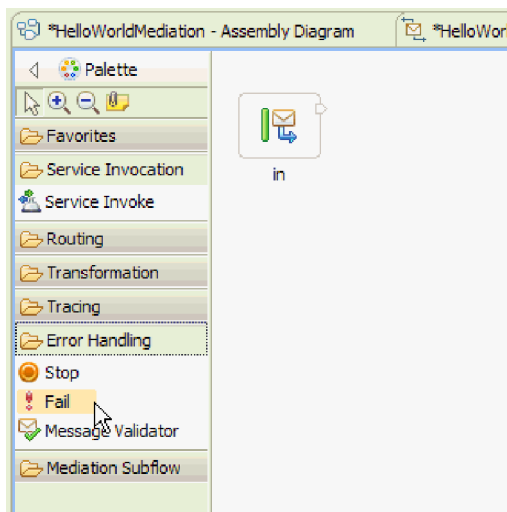 *HelloWorldMediation - Assembly Diagram
*HelloWor
Palette
Favorites
Service Invocation
Service Invoke
Routing
Transformation
Tracing
Error Handling
Stop
Fail
Message Validator
Mediation Subflow
in